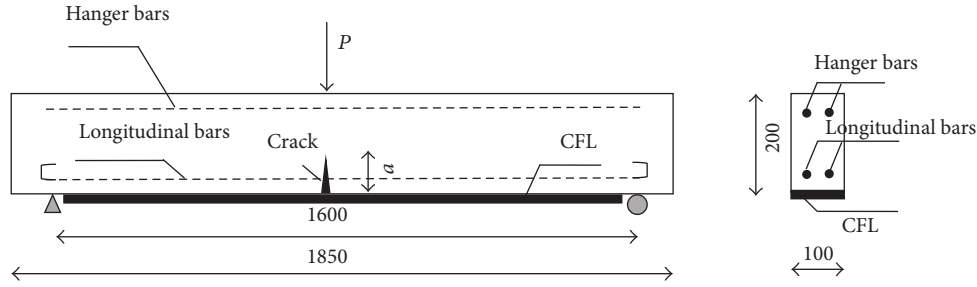 Hanger bars
P
Longitudinal bars
Crack
a
CFL
1600
1850
Hanger bars
200
Longitudinal bars
CFL
100